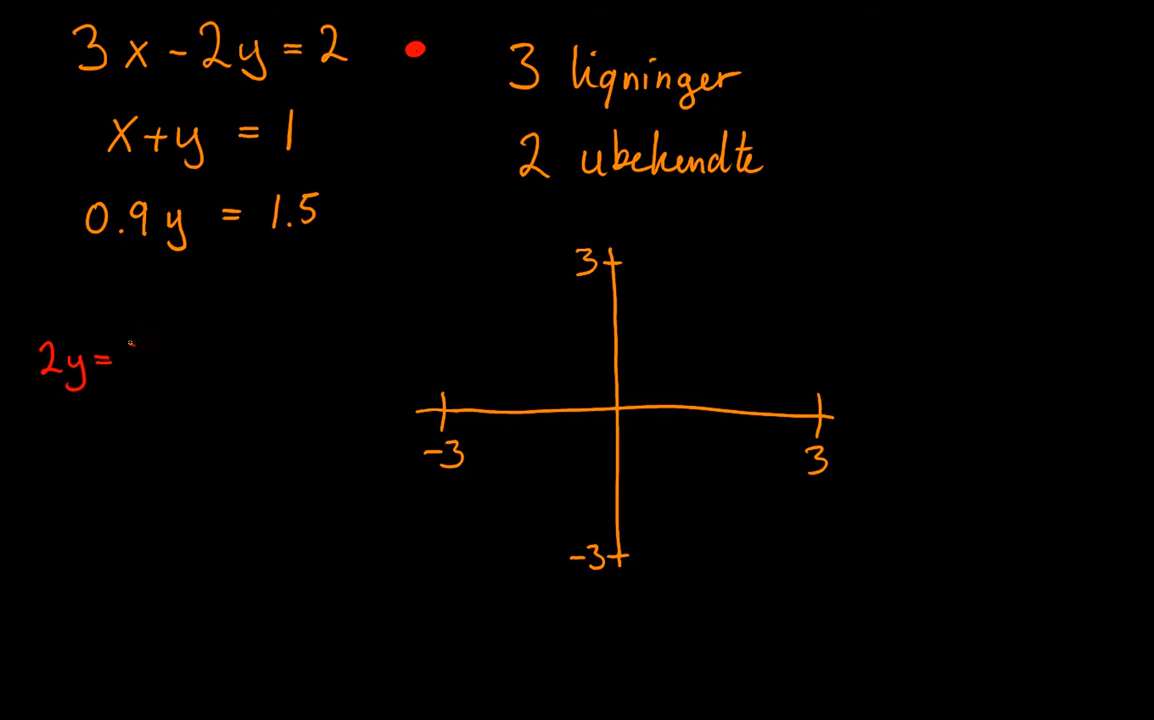 3x - 2y = 2
x + y = 1
0.9y = 1.5
3 ligninger
2 ubekendte
2y =
3
-3
3
-3